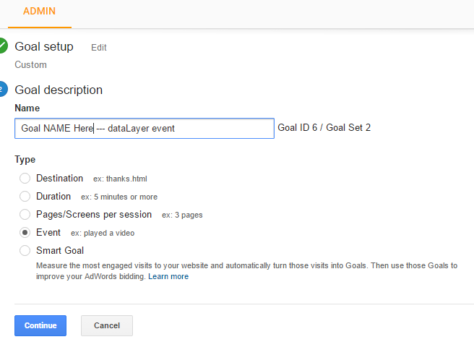 ADMIN
Goal setup Edit
Custom
Goal description
Name
Goal NAME Here --- dataLayer event Goal ID 6 / Goal Set 2
Type
Destination ex: thanks.html
Duration ex: 5 minutes or more
Pages/Screens per session ex: 3 pages
Event ex: played a video
Smart Goal
Measure the most engaged visits to your website and automatically turn those visits into Goals. Then use those Goals to
improve your AdWords bidding. Learn more
Continue Cancel